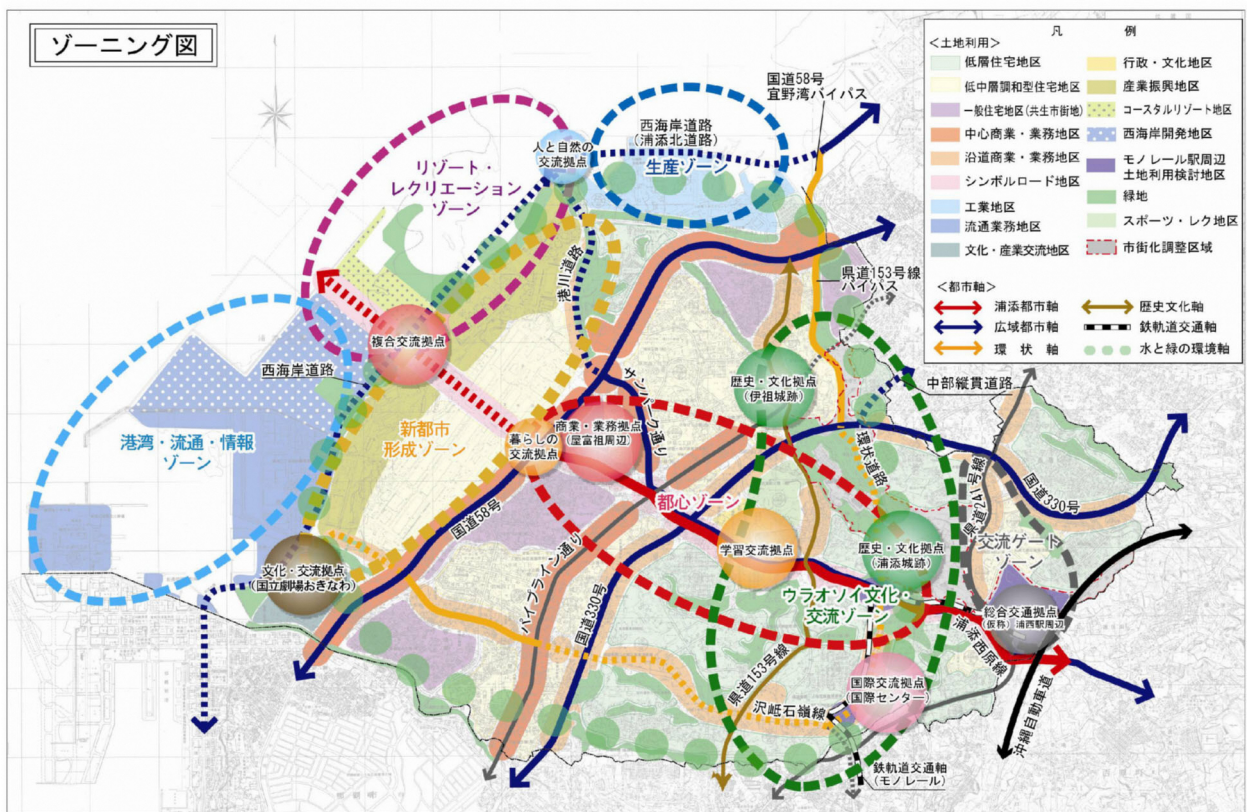 ゾーニング図
凡 例
<土地利用>
低層住宅地区
低中層調和型住宅地区
一般住宅地区(共生市街地)
中心商業・業務地区
沿道商業・業務地区
シンボルロード地区
工業地区
流通業務地区
文化・産業交流地区
行政・文化地区
産業振興地区
コースタルリゾート地区
西海岸開発地区
モノレール駅周辺
土地利用検討地区
緑地
スポーツ・レク地区
市街化調整区域
<都市軸>
浦添都市軸
広域都市軸
環 状 軸
歴史文化軸
鉄軌道交通軸
水と緑の環境軸
国道58号
宜野湾バイパス
西海岸道路
(浦添北道路)
生産ゾーン
人と自然の
交流拠点
リゾート・
レクリエーション
ゾーン
港川道路
県道153号線
バイパス
複合交流拠点
西海岸道路
歴史・文化拠点
(伊祖城跡)
中部縦貫道路
サンパーク通り
商業・業務拠点
(屋富祖周辺)
暮らしの
交流拠点
新都市
形成ゾーン
港湾・流通・情報
ゾーン
環状道路
国道330号
県道241号線
都心ゾーン
国道58号
学習交流拠点
歴史・文化拠点
(浦添城跡)
交流ゲート
ゾーン
パイプライン通り
文化・交流拠点
(国立劇場おきなわ)
国道330号
ウラオソイ文化・
交流ゾーン
総合交通拠点
(仮称)浦西駅周辺
浦添西原線
国際交流拠点
(国際センター)
県道153号線
沢岻石嶺線
沖縄自動車道
鉄軌道交通軸
(モノレール)